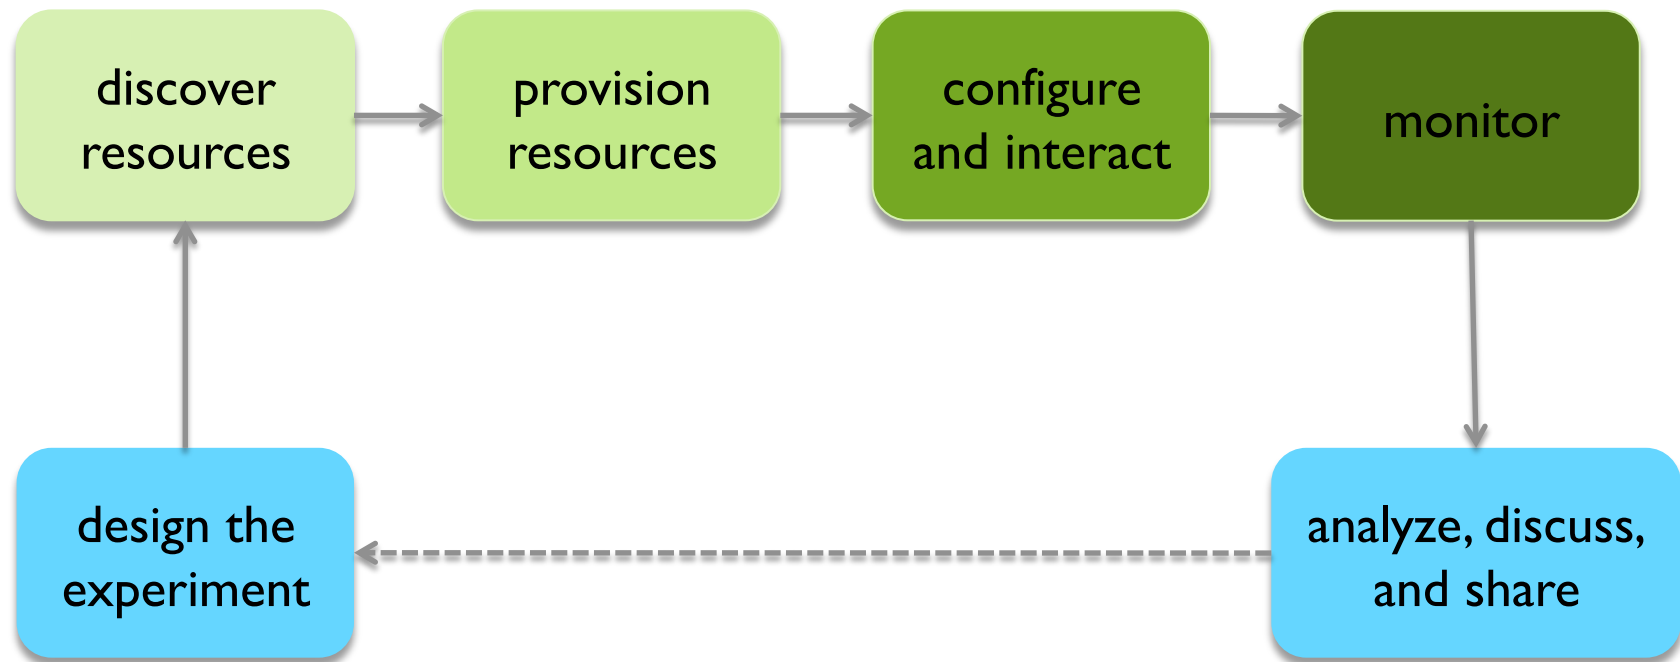 discover
resources
provision
resources
configure
and interact
monitor
design the
experiment
analyze, discuss,
and share